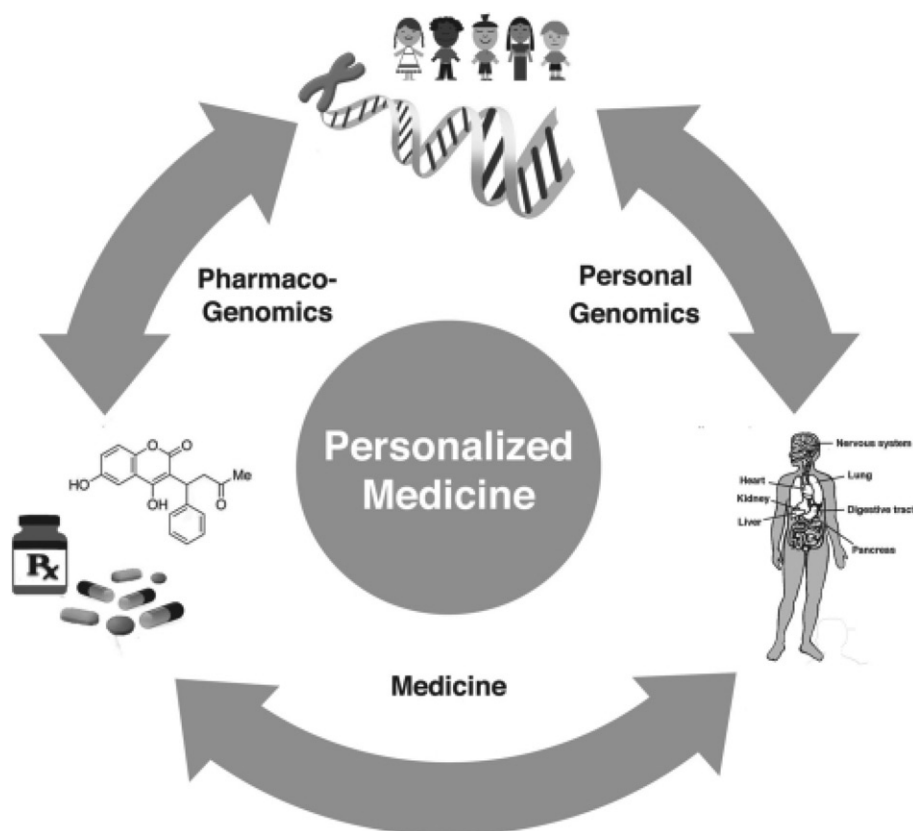 Pharmaco-
Genomics
Personal
Genomics
Personalized
Medicine
O
O
Me
HO
OH
O
Rx
Nervous system
Heart
Lung
Kidney
Digestive tract
Liver
Pancreas
Medicine